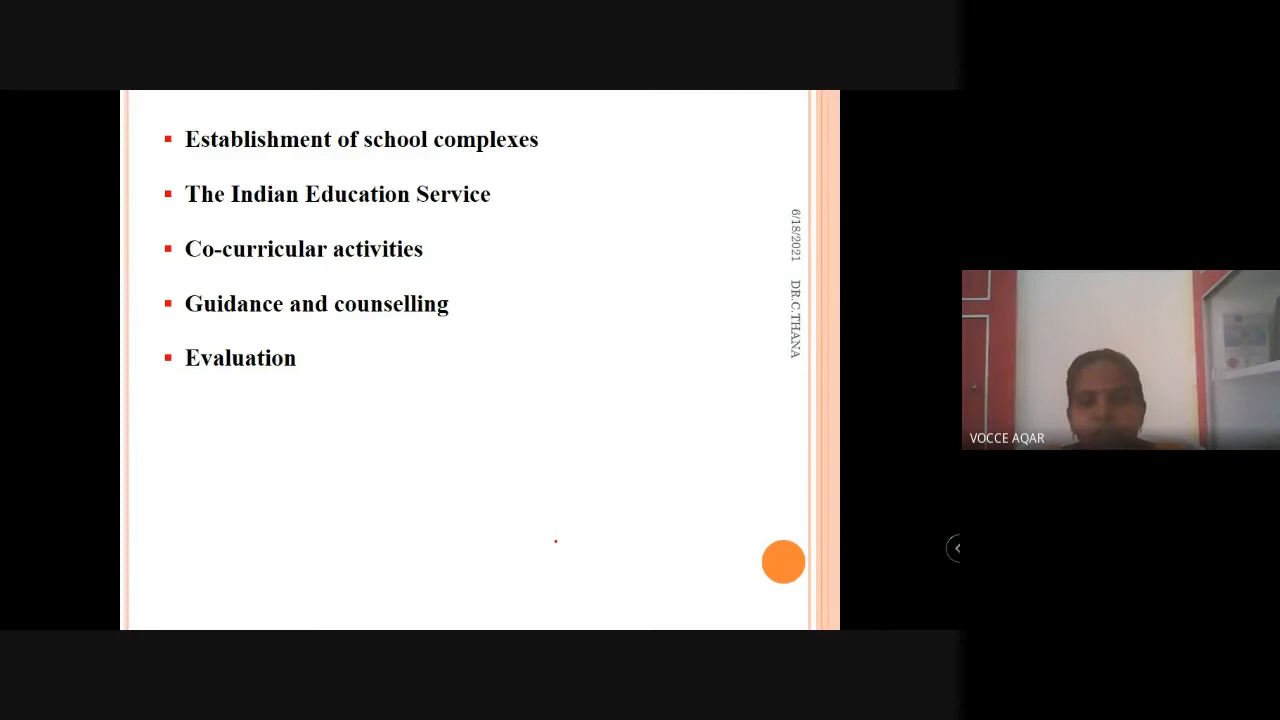 Establishment of school complexes
The Indian Education Service
Co-curricular activities
Guidance and counselling
Evaluation
6/18/2021 DR.C.THANA
VOCCE AQAR